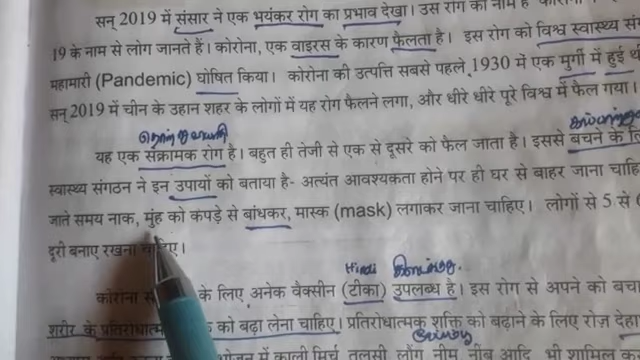 सन् 2019 में संसार ने एक भयंकर रोग का प्रभाव देखा। उस रोग का नाम है
19 के नाम से लोग जानते हैं। कोरोना, एक वाइरस के कारण फैलता है। इस रोग को विश्व स्वास्थ्य
महामारी (Pandemic) घोषित किया। कोरोना की उत्पत्ति सबसे पहले 1930 में एक मुर्गी में हुई
सन् 2019 में चीन के उहान शहर के लोगों में यह रोग फैलने लगा, और धीरे धीरे पूरे विश्व में फैल गया।
यह एक संक्रामक रोग है। बहुत ही तेजी से एक से दूसरे को फैल जाता है। इससे बचने के
स्वास्थ्य संगठन ने इन उपायों को बताया है- अत्यंत आवश्यकता होने पर ही घर से बाहर जाना
जाते समय नाक, मुंह को कपड़े से बांधकर, मास्क (mask) लगाकर जाना चाहिए। लोगों से 5 से
दूरी बनाए रखना
Hindi
कोरोना के लिए अनेक वैक्सीन (टीका) उपलब्ध है। इस रोग से अपने को
शरीर के को बढ़ा लेना चाहिए। प्रतिरोधात्मक शक्ति को बढ़ाने के लिए रोज़
में काली मिर्च तुलसी लौंग नीम आदि भी शामिल